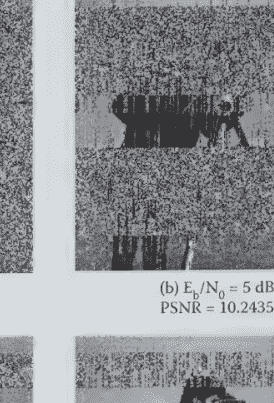 (b) E_b/N_0 = 5 dB
PSNR = 10.2435